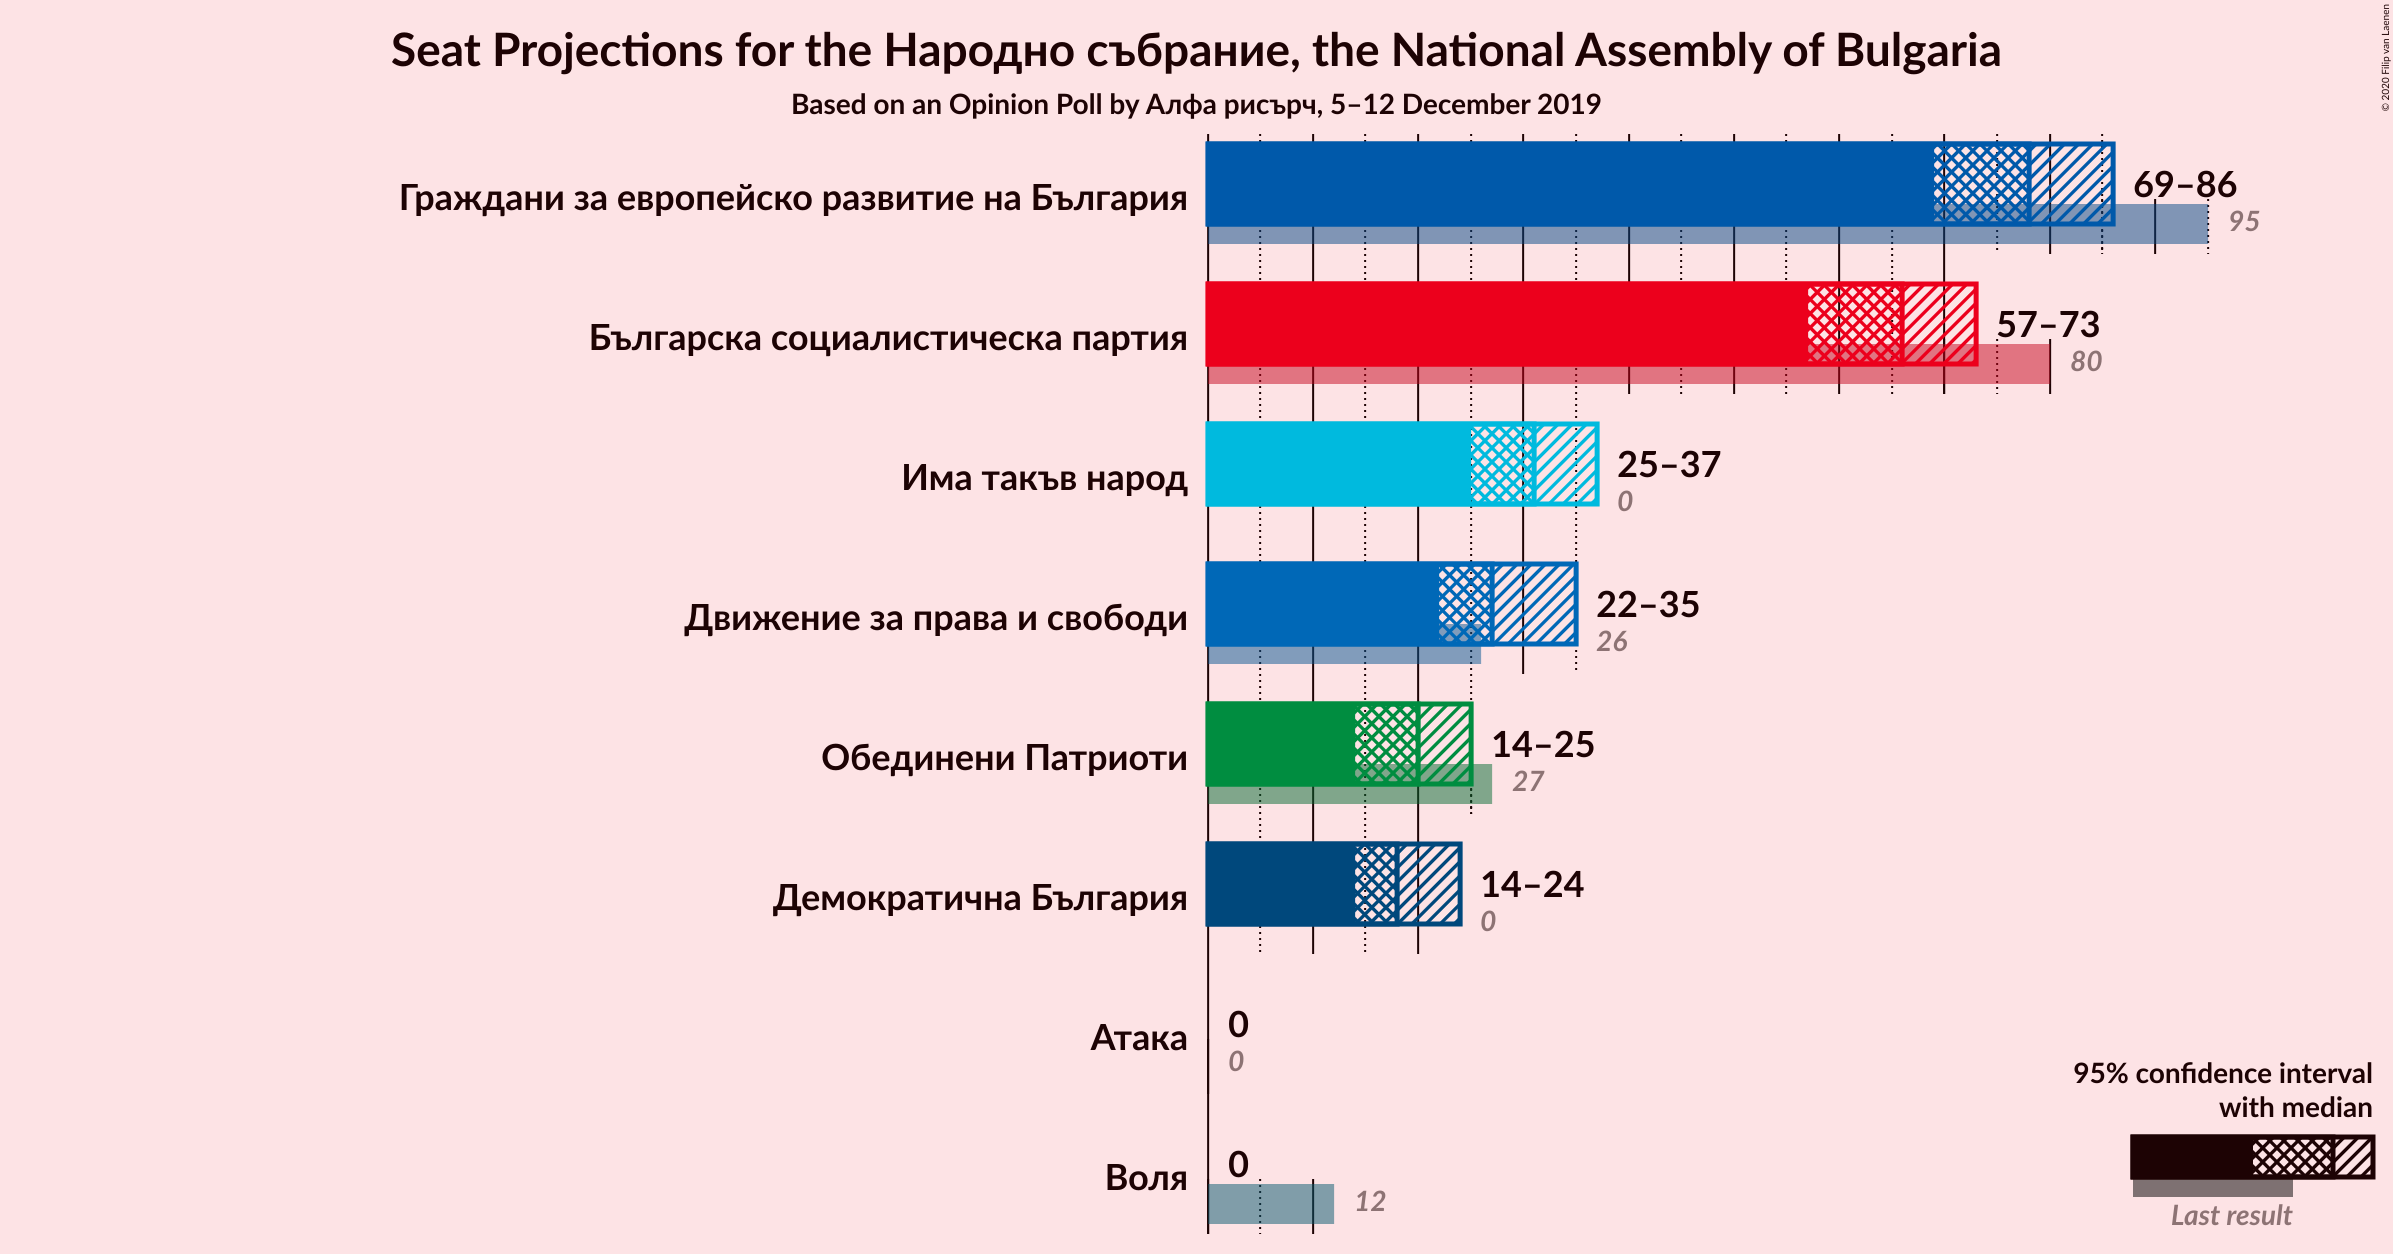 Seat Projections for the Народно събрание, the National Assembly of Bulgaria
Based on an Opinion Poll by Алфа рисърч, 5–12 December 2019
© 2020 Filip van Laenen
Граждани за европейско развитие на България
69–86
95
Българска социалистическа партия
57–73
80
Има такъв народ
25–37
0
Движение за права и свободи
22–35
26
Обединени Патриоти
14–25
27
Демократична България
14–24
0
Атака
0
0
Воля
0
12
95% confidence interval
with median
Last result